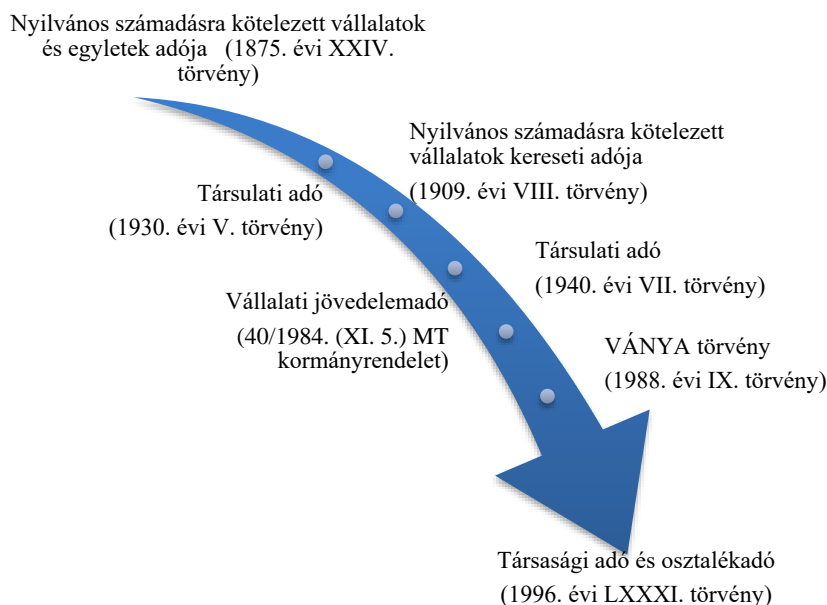 Nyilvános számadásra kötelezett vállalatok
és egyletek adója (1875. évi XXIV.
törvény)
Nyilvános számadásra kötelezett
vállalatok kereseti adója
(1909. évi VIII. törvény)
Társulati adó
(1930. évi V. törvény)
Társulati adó
(1940. évi VII. törvény)
Vállalati jövedelemadó
(40/1984. (XI. 5.) MT
kormányrendelet)
VÁNYA törvény
(1988. évi IX. törvény)
Társasági adó és osztalékadó
(1996. évi LXXXI. törvény)